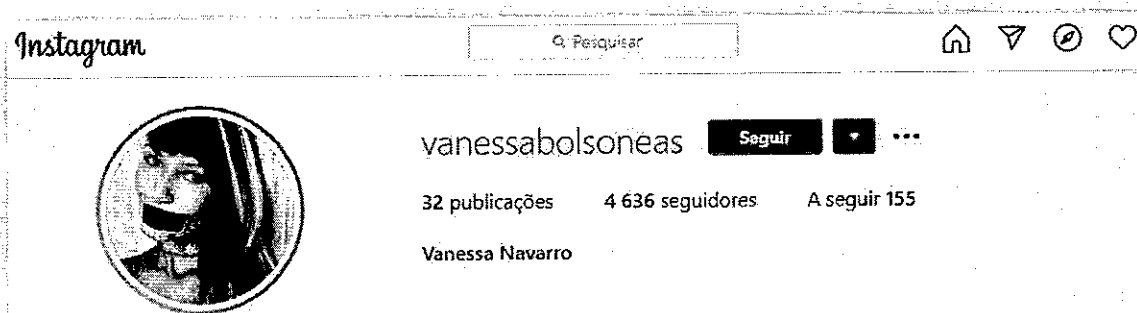 Instagram
Pesquisar
vanessabolsoneas Seguir
32 publicações 4 636 seguidores A seguir 155
Vanessa Navarro